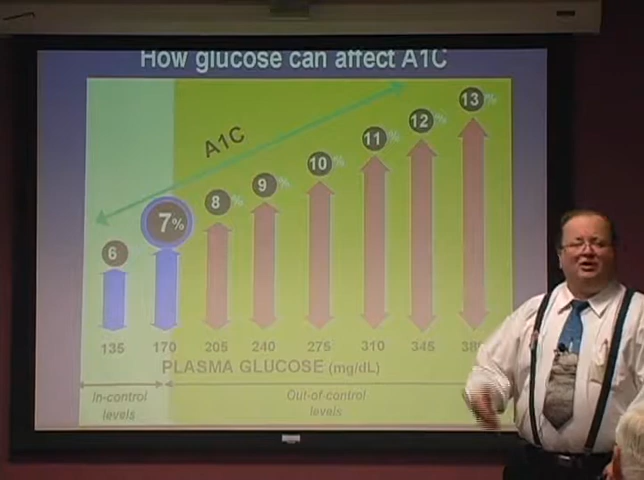 How glucose can affect A1C
A1C
6
7%
8%
9%
10%
11%
12%
13%
135 170 205 240 275 310 345
PLASMA GLUCOSE (mg/dL)
In-control
levels
Out-of control
levels